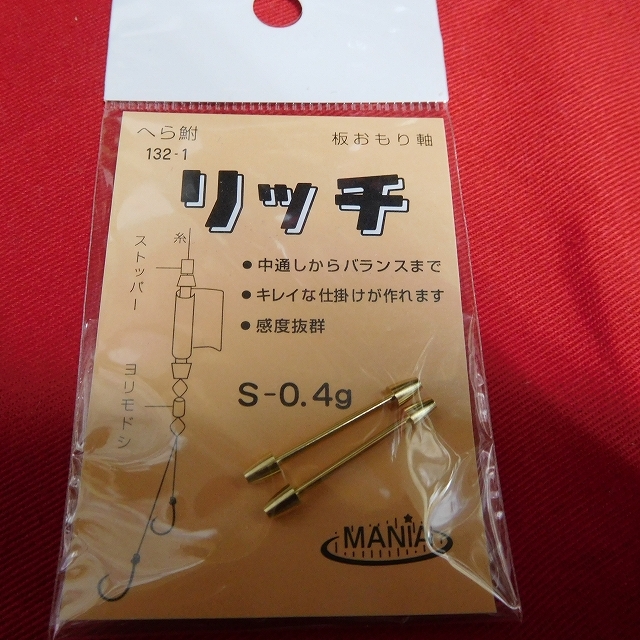 へら鮒
板おもり軸
132-1
リッチ
糸
ストッパー
● 中通しからバランスまで
● キレイな仕掛けが作れます
● 感度抜群
ヨリモドシ
S-0.4g
MANIA